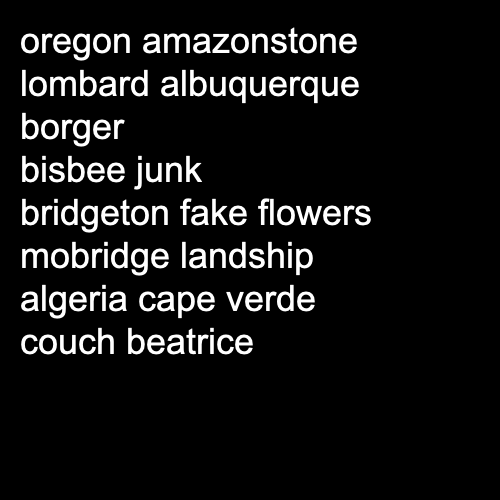 oregon amazonstone
lombard albuquerque
borger
bisbee junk
bridgeton fake flowers
mobridge landship
algeria cape verde
couch beatrice